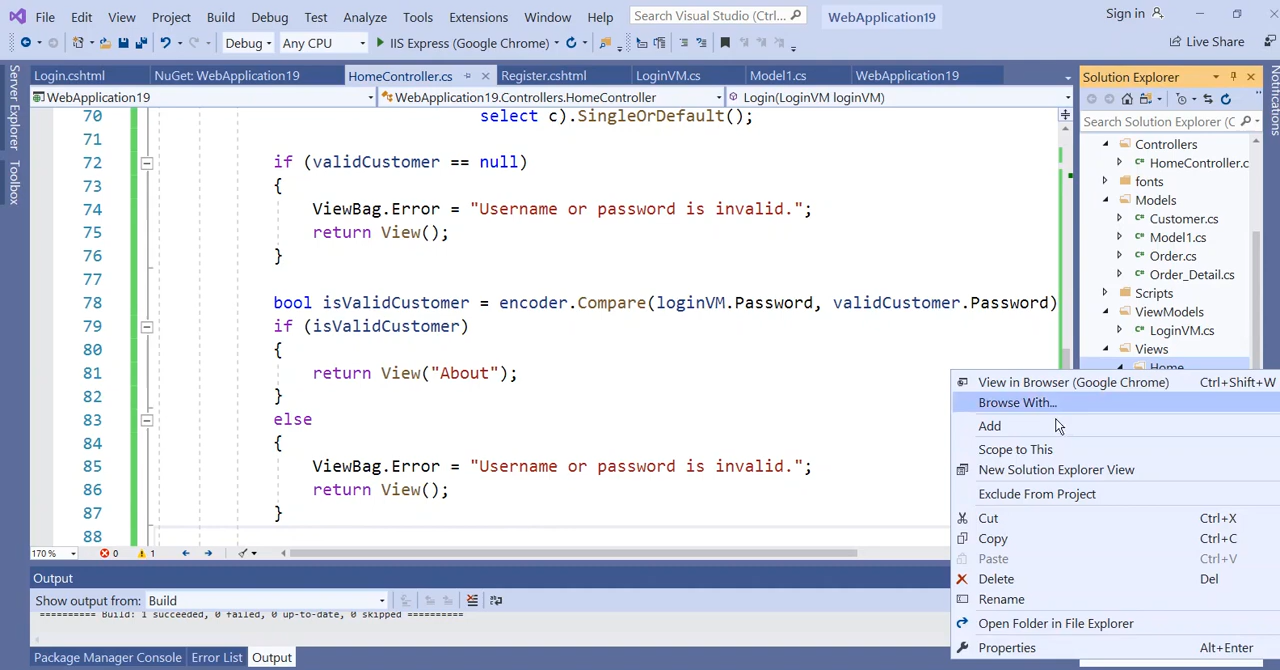 File Edit View Project Build Debug Test Analyze Tools Extensions Window Help Search Visual Studio (Ctrl... WebApplication19 Sign in
Debug Any CPU IIS Express (Google Chrome) Live Share
Login.cshtml NuGet: WebApplication19 HomeController.cs Register.cshtml LoginVM.cs Model1.cs WebApplication19
WebApplication19 WebApplication19.Controllers.HomeController Login(LoginVM loginVM)
70 select c).SingleOrDefault();
71
72 if (validCustomer == null)
73 {
74 ViewBag.Error = "Username or password is invalid.";
75 return View();
76 }
77
78 bool isValidCustomer = encoder.Compare(loginVM.Password, validCustomer.Password)
79 if (isValidCustomer)
80 {
81 return View("About");
82 }
83 else
84 {
85 ViewBag.Error = "Username or password is invalid.";
86 return View();
87 }
88
170 % 0 1
Output
Show output from: Build
========== Build: 1 succeeded, 0 failed, 0 up-to-date, 0 skipped ==========
Package Manager Console Error List Output
Server Explorer
Toolbox
Solution Explorer
Search Solution Explorer (C
Controllers
HomeController.c
fonts
Models
Customer.cs
Model1.cs
Order.cs
Order_Detail.cs
Scripts
ViewModels
LoginVM.cs
Views
Home
Notifications
View in Browser (Google Chrome) Ctrl+Shift+W
Browse With...
Add
Scope to This
New Solution Explorer View
Exclude From Project
Cut Ctrl+X
Copy Ctrl+C
Paste Ctrl+V
Delete Del
Rename
Open Folder in File Explorer
Properties Alt+Enter